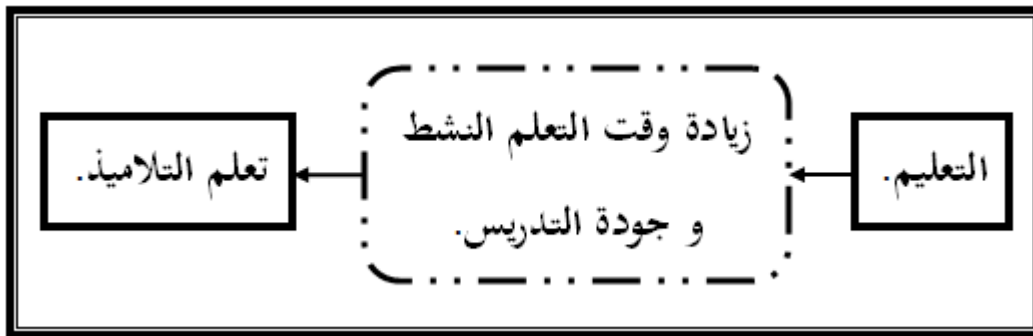 التعليم.
زيادة وقت التعلم النشط
و جودة التدريس.
تعلم التلاميذ.